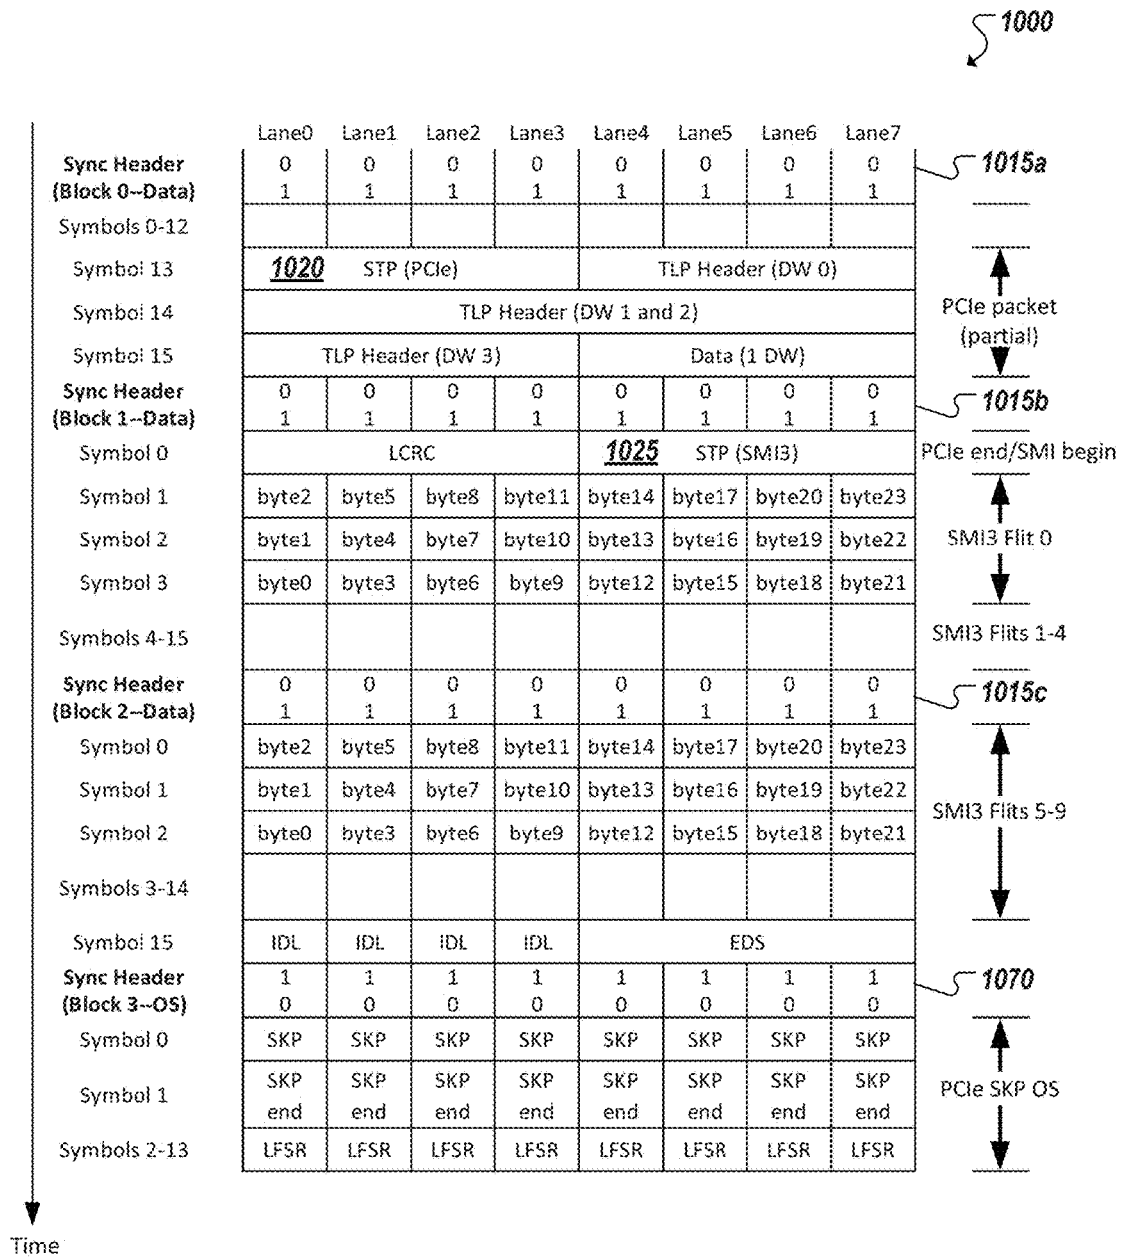 1000
Lane0 Lane1 Lane2 Lane3 Lane4 Lane5 Lane6 Lane7
Sync Header 0 0 0 0 0 0 0 0 1015a
(Block 0--Data) 1 1 1 1 1 1 1 1
Symbols 0-12
Symbol 13 1020 STP (PCIe) TLP Header (DW 0)
Symbol 14 TLP Header (DW 1 and 2) PCIe packet
(partial)
Symbol 15 TLP Header (DW 3) Data (1 DW)
Sync Header 0 0 0 0 0 0 0 0 1015b
(Block 1--Data) 1 1 1 1 1 1 1 1
Symbol 0 LCRC 1025 STP (SMI3) PCIe end/SMI begin
Symbol 1 byte2 byte5 byte8 byte11 byte14 byte17 byte20 byte23
Symbol 2 byte1 byte4 byte7 byte10 byte13 byte16 byte19 byte22 SMI3 Flit 0
Symbol 3 byte0 byte3 byte6 byte9 byte12 byte15 byte18 byte21
Symbols 4-15 SMI3 Flits 1-4
Sync Header 0 0 0 0 0 0 0 0 1015c
(Block 2--Data) 1 1 1 1 1 1 1 1
Symbol 0 byte2 byte5 byte8 byte11 byte14 byte17 byte20 byte23
Symbol 1 byte1 byte4 byte7 byte10 byte13 byte16 byte19 byte22 SMI3 Flits 5-9
Symbol 2 byte0 byte3 byte6 byte9 byte12 byte15 byte18 byte21
Symbols 3-14
Symbol 15 IDL IDL IDL IDL EDS
Sync Header 1 1 1 1 1 1 1 1 1070
(Block 3--OS) 0 0 0 0 0 0 0 0
Symbol 0 SKP SKP SKP SKP SKP SKP SKP SKP
Symbol 1 SKP SKP SKP SKP SKP SKP SKP SKP PCIe SKP OS
end end end end end end end end
Symbols 2-13 LFSR LFSR LFSR LFSR LFSR LFSR LFSR LFSR
Time